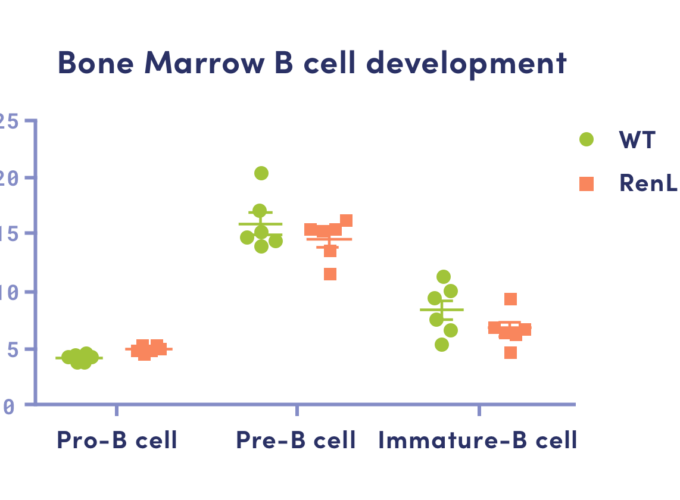 Bone Marrow B cell development
25
20
15
10
5
0
WT
RenL
Pro-B cell
Pre-B cell
Immature-B cell